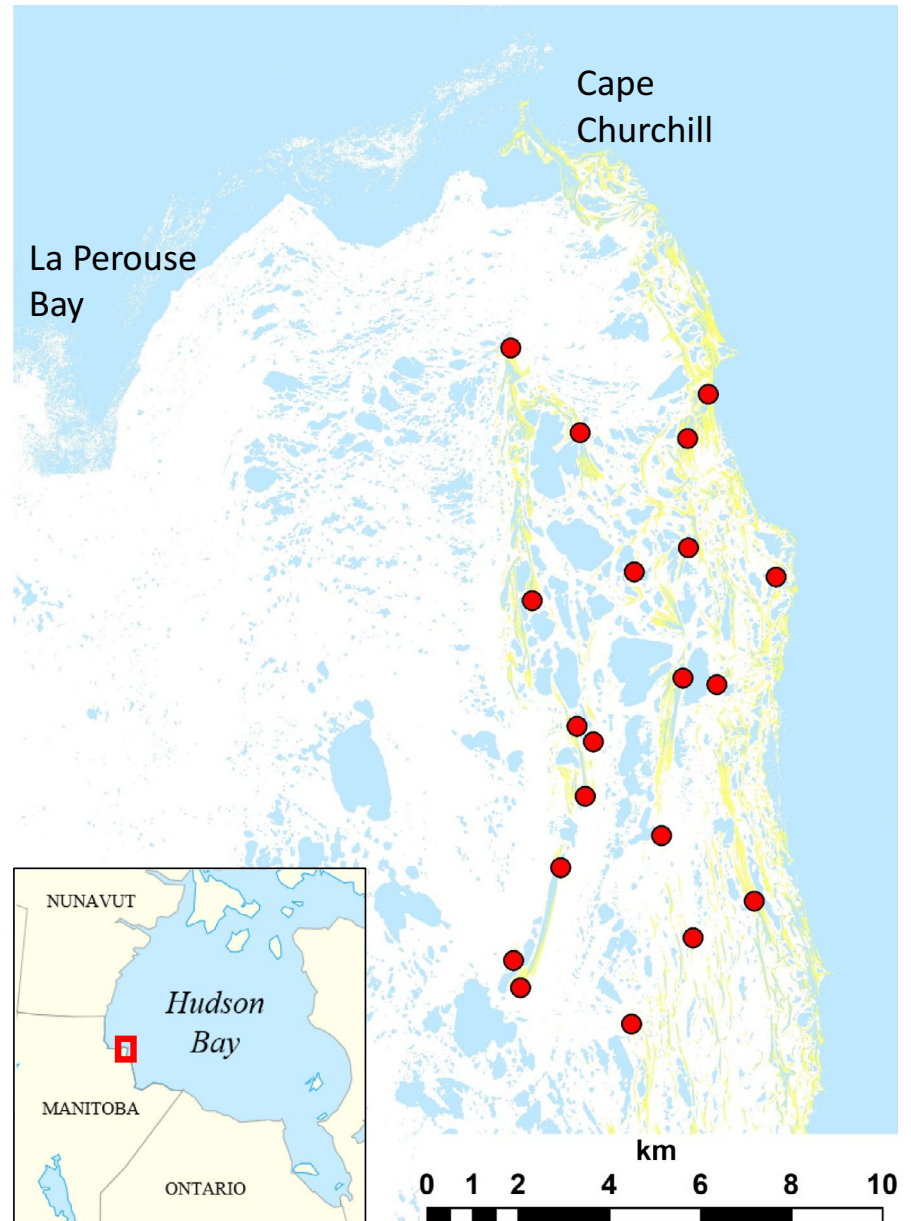 Cape
Churchill
La Perouse
Bay
NUNAVUT
Hudson
Bay
MANITOBA
ONTARIO
km
0 1 2 4 6 8 10